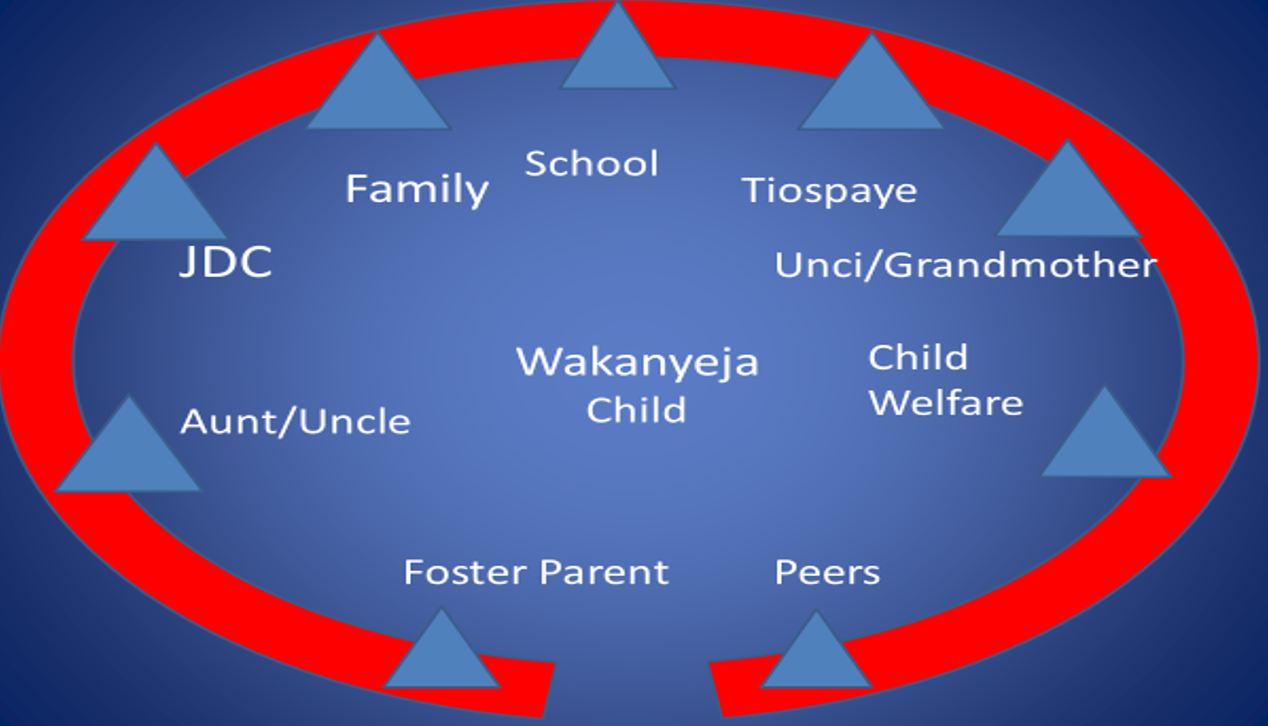 School
Family
Tiospaye
JDC
Unci/Grandmother
Wakanyeja
Child
Child
Welfare
Aunt/Uncle
Foster Parent
Peers